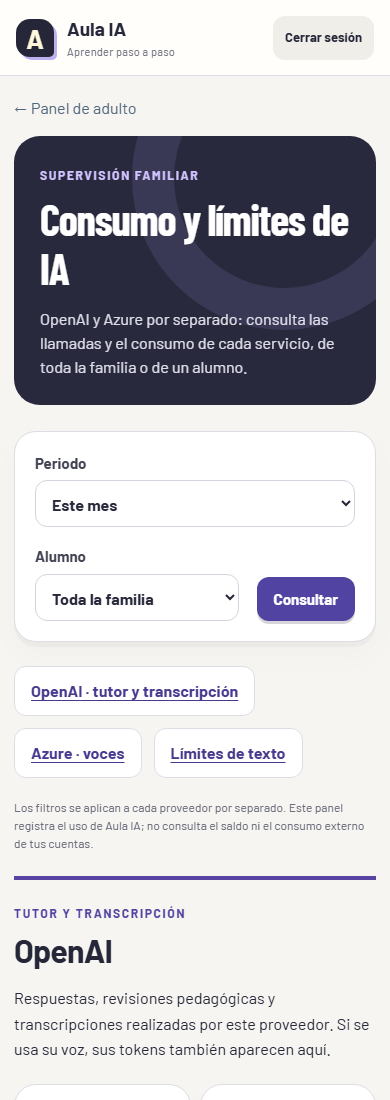 A
Aula IA
Aprender paso a paso
Cerrar sesión
← Panel de adulto
SUPERVISIÓN FAMILIAR
Consumo y límites de
IA
OpenAI y Azure por separado: consulta las
llamadas y el consumo de cada servicio, de
toda la familia o de un alumno.
Periodo
Este mes
Alumno
Toda la familia
Consultar
OpenAI · tutor y transcripción
Azure · voces
Límites de texto
Los filtros se aplican a cada proveedor por separado. Este panel
registra el uso de Aula IA; no consulta el saldo ni el consumo externo
de tus cuentas.
TUTOR Y TRANSCRIPCIÓN
OpenAI
Respuestas, revisiones pedagógicas y
transcripciones realizadas por este proveedor. Si se
usa su voz, sus tokens también aparecen aquí.